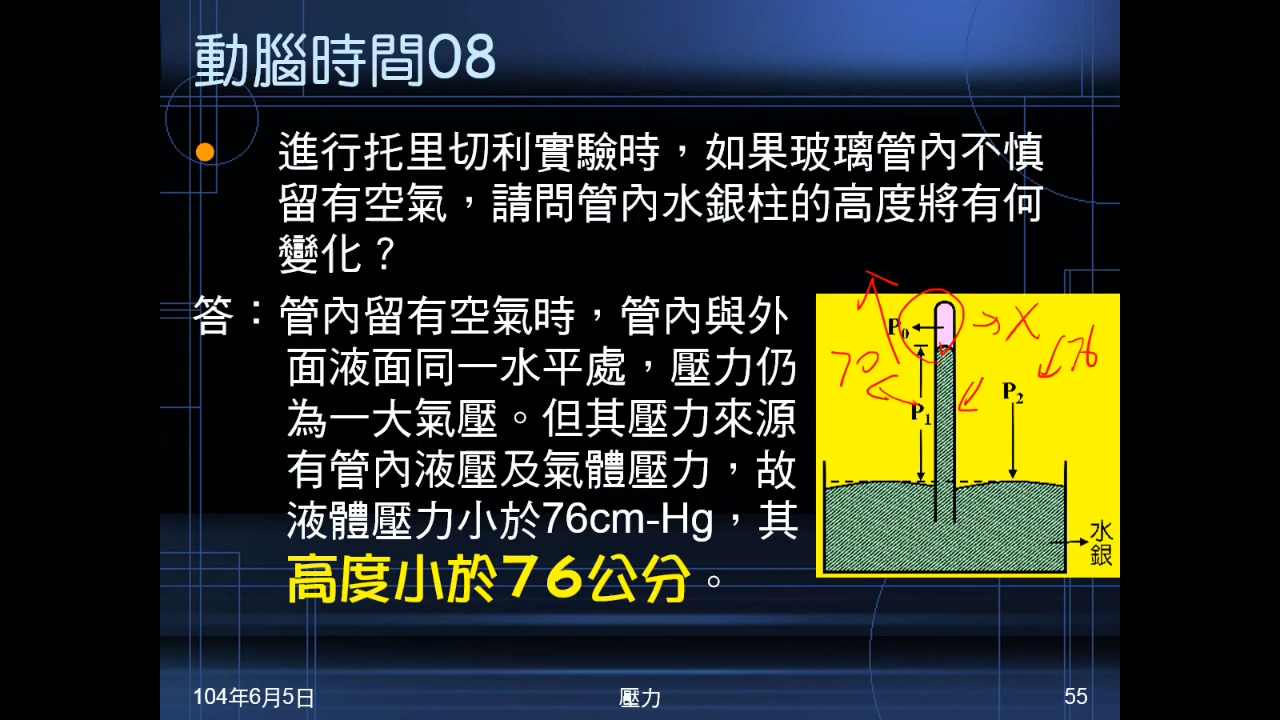 動腦時間08
進行托里切利實驗時，如果玻璃管內不慎
留有空氣，請問管內水銀柱的高度將有何
變化？
答：管內留有空氣時，管內與外
面液面同一水平處，壓力仍
為一大氣壓。但其壓力來源
有管內液壓及氣體壓力，故
液體壓力小於76cm-Hg，其
高度小於76公分。
P0
X
70
76
P1
P2
水
銀
104年6月5日
壓力
55